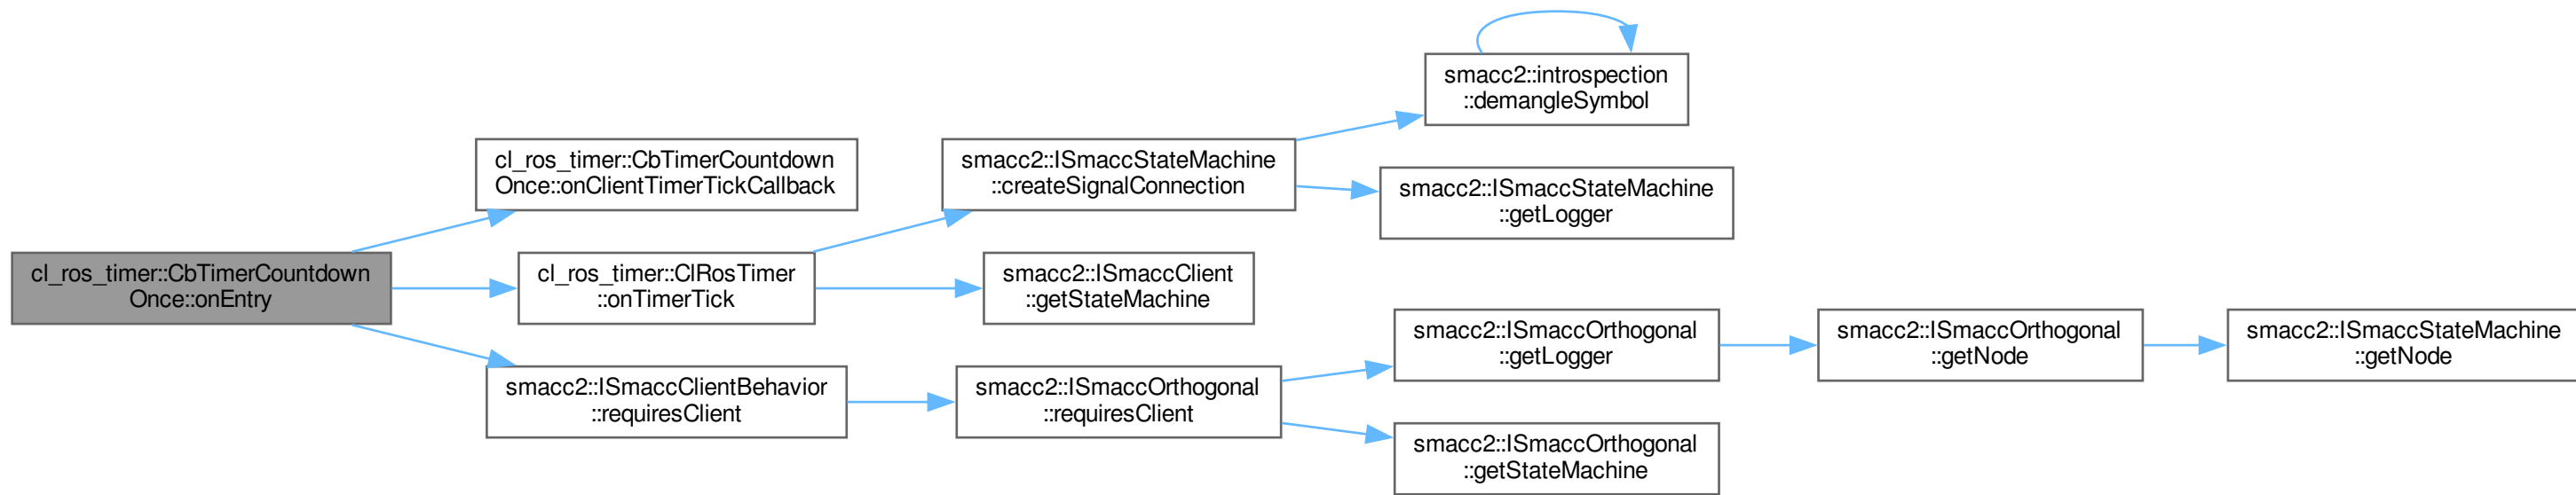 smacc2::introspection
::demangleSymbol
cl_ros_timer::CbTimerCountdown
Once::onClientTimerTickCallback
smacc2::ISmaccStateMachine
::createSignalConnection
smacc2::ISmaccStateMachine
::getLogger
cl_ros_timer::CbTimerCountdown
Once::onEntry
cl_ros_timer::ClRosTimer
::onTimerTick
smacc2::ISmaccClient
::getStateMachine
smacc2::ISmaccOrthogonal
::getLogger
smacc2::ISmaccOrthogonal
::getNode
smacc2::ISmaccStateMachine
::getNode
smacc2::ISmaccClientBehavior
::requiresClient
smacc2::ISmaccOrthogonal
::requiresClient
smacc2::ISmaccOrthogonal
::getStateMachine